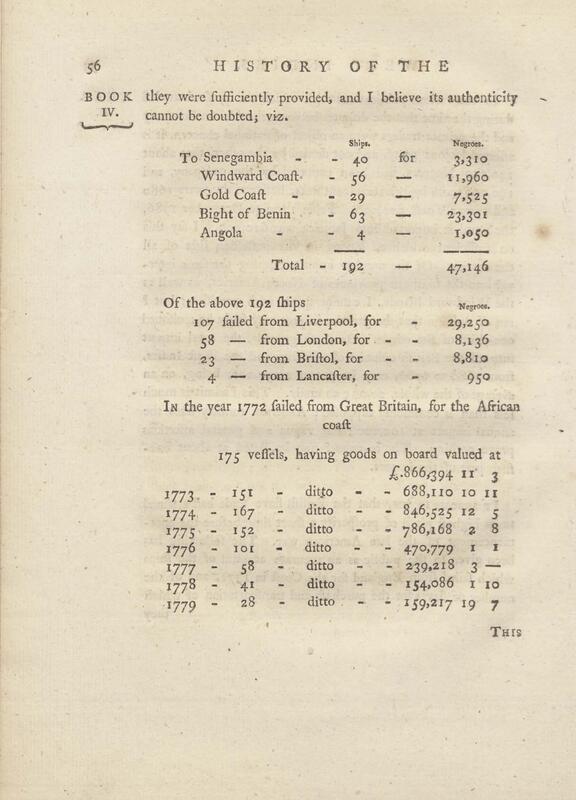 56 HISTORY OF THE
BOOK IV. they were ſufficiently provided, and I believe its authenticity
cannot be doubted; viz.
Ships. Negroes.
To Senegambia - - 40 for 3,310
Windward Coaſt - 56 — 11,960
Gold Coaſt - - 29 — 7,525
Bight of Benin - 63 — 23,301
Angola - - 4 — 1,050
Total - 192 — 47,146
Of the above 192 ſhips Negroes.
107 ſailed from Liverpool, for - 29,250
58 — from London, for - - 8,136
23 — from Briſtol, for - - 8,810
4 — from Lancaſter, for - 950
IN the year 1772 ſailed from Great Britain, for the African
coaſt
175 veſſels, having goods on board valued at
£.866,394 11 3
1773 - 151 - ditto - - 688,110 10 11
1774 - 167 - ditto - - 846,525 12 5
1775 - 152 - ditto - - 786,168 2 8
1776 - 101 - ditto - - 470,779 1 1
1777 - 58 - ditto - - 239,218 3 —
1778 - 41 - ditto - - 154,086 1 10
1779 - 28 - ditto - - 159,217 19 7
THIS